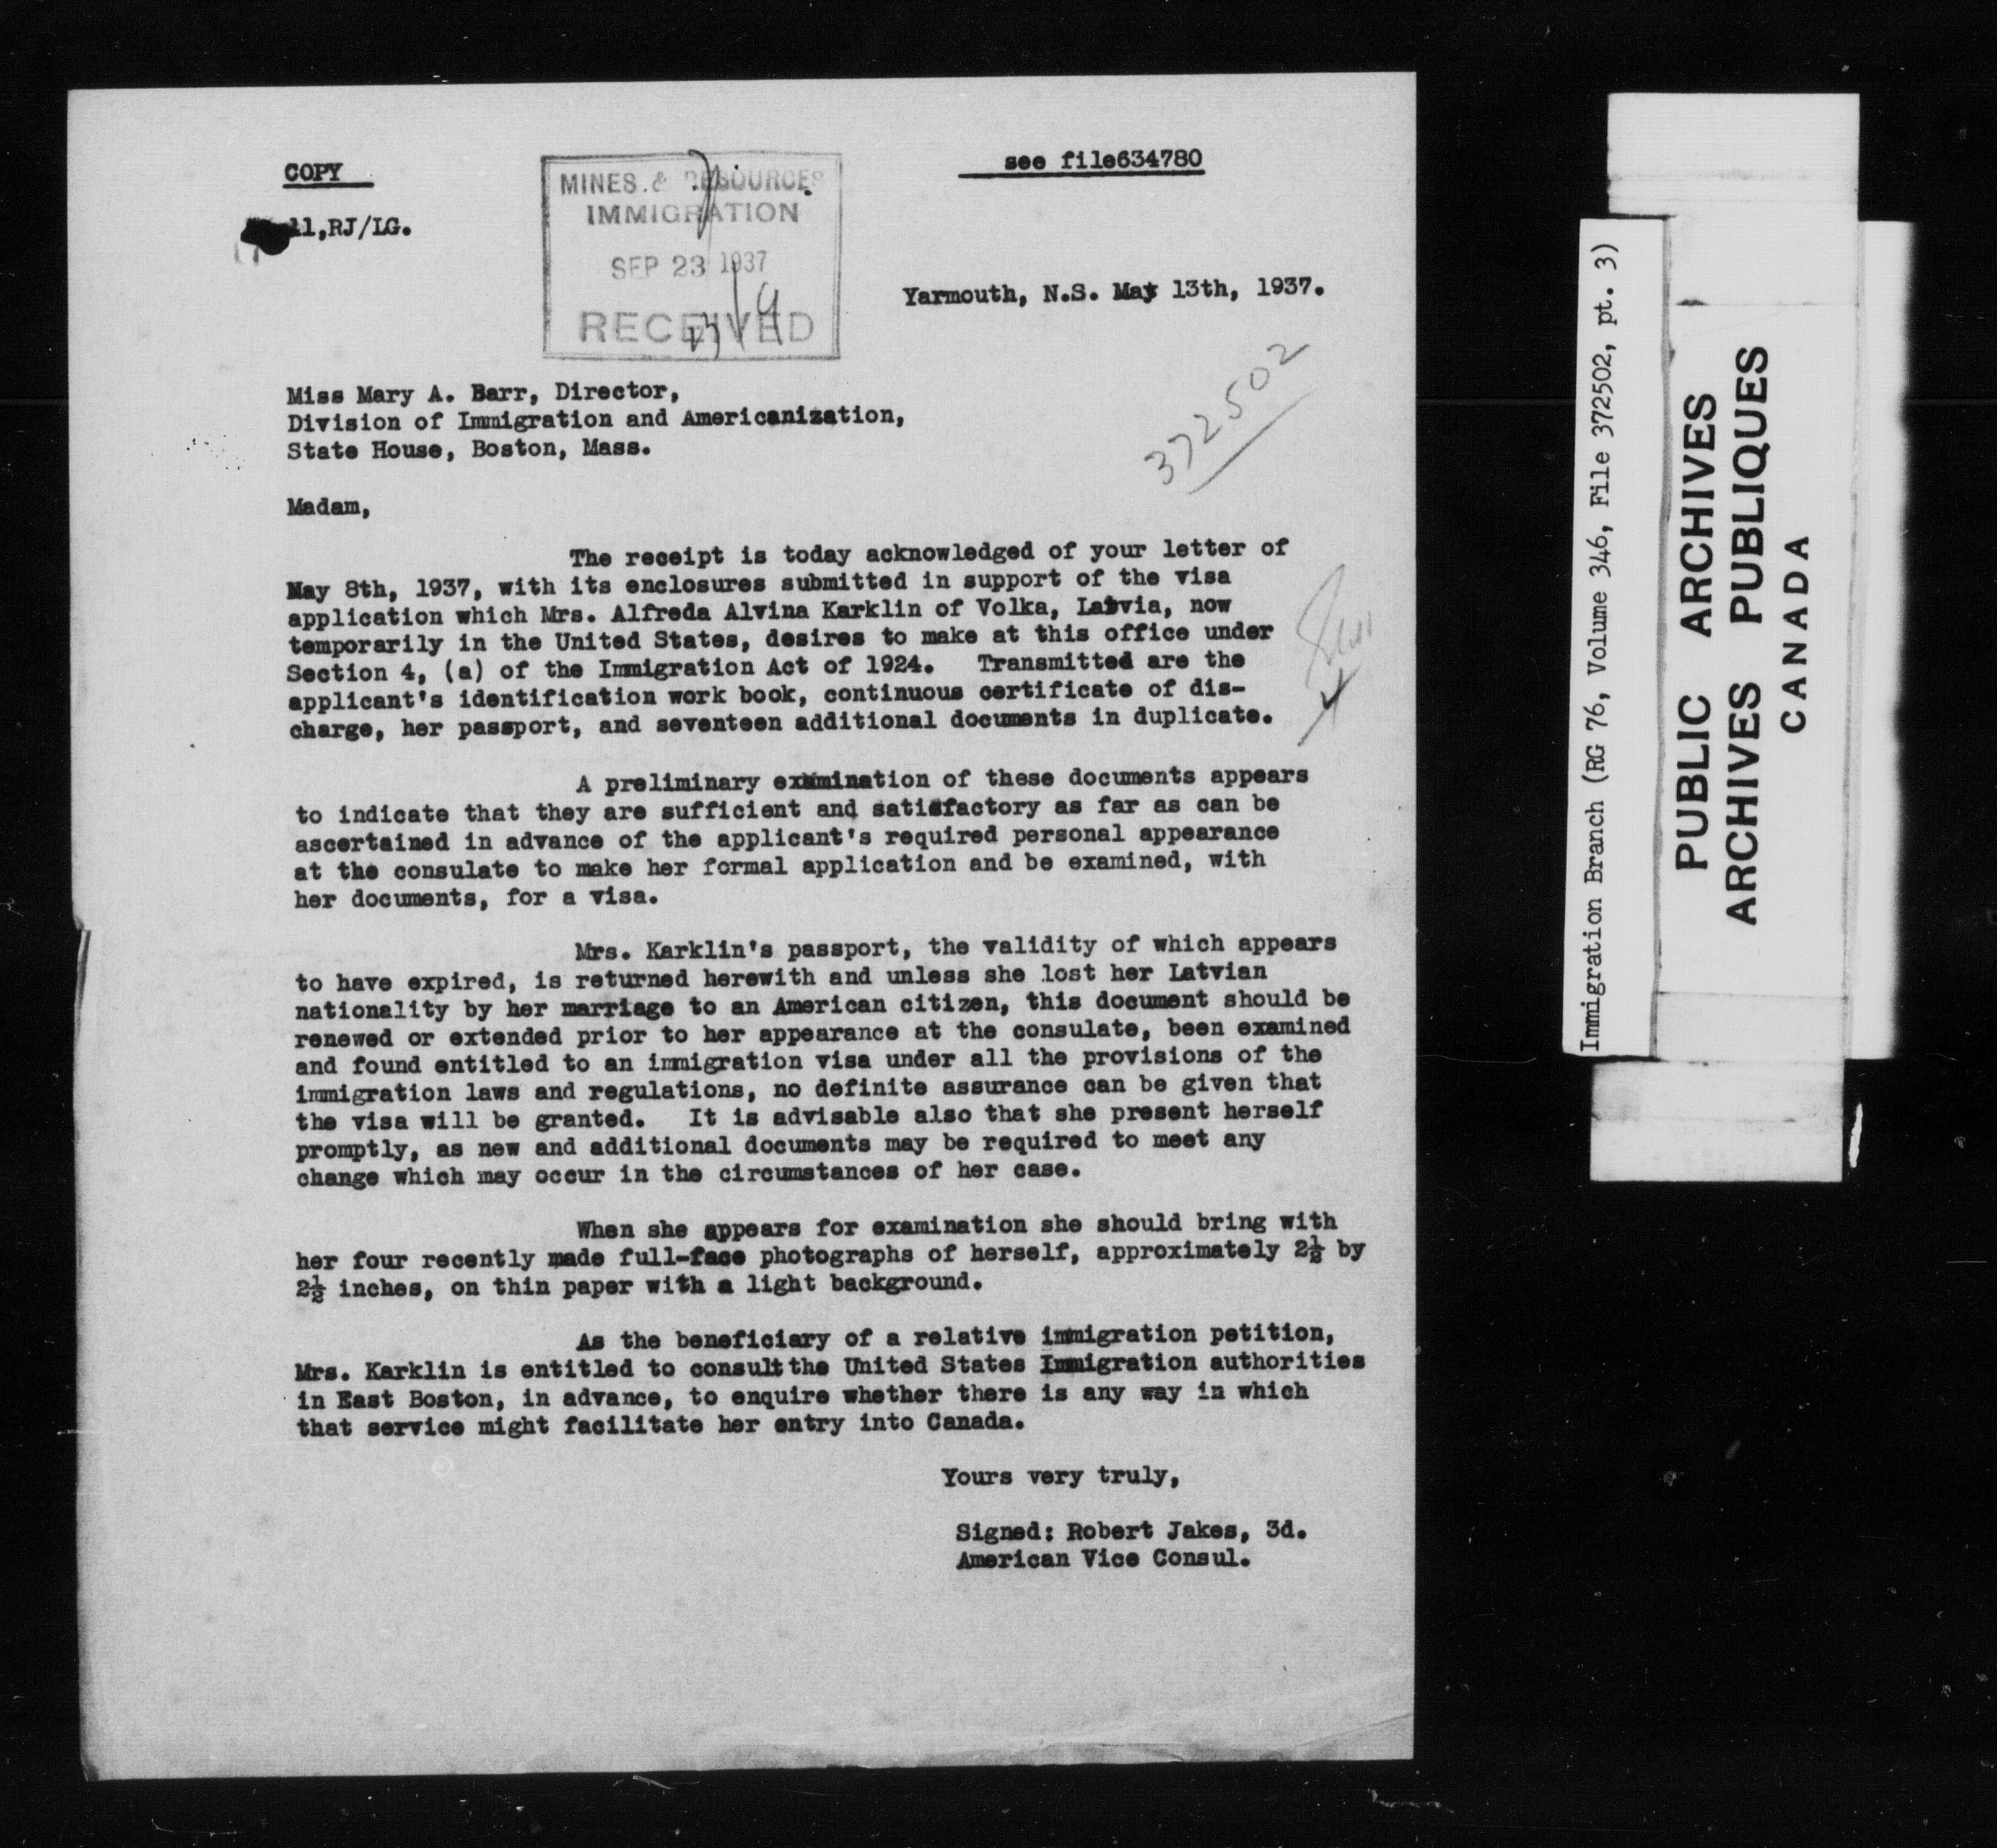 COPY
see file634780
MINES & RESOURCES
IMMIGRATION
SEP 23 1937
RECEIVED
23/9
11,RJ/LG.
Yarmouth, N.S. May 13th, 1937.
372502
Miss Mary A. Barr, Director,
Division of Immigration and Americanization,
State House, Boston, Mass.
Madam,
The receipt is today acknowledged of your letter of
May 8th, 1937, with its enclosures submitted in support of the visa
application which Mrs. Alfreda Alvina Karklin of Volka, Latvia, now
temporarily in the United States, desires to make at this office under
Section 4, (a) of the Immigration Act of 1924. Transmitted are the
applicant's identification work book, continuous certificate of dis-
charge, her passport, and seventeen additional documents in duplicate.
A preliminary examination of these documents appears
to indicate that they are sufficient and satisfactory as far as can be
ascertained in advance of the applicant's required personal appearance
at the consulate to make her formal application and be examined, with
her documents, for a visa.
Mrs. Karklin's passport, the validity of which appears
to have expired, is returned herewith and unless she lost her Latvian
nationality by her marriage to an American citizen, this document should be
renewed or extended prior to her appearance at the consulate, been examined
and found entitled to an immigration visa under all the provisions of the
immigration laws and regulations, no definite assurance can be given that
the visa will be granted. It is advisable also that she present herself
promptly, as new and additional documents may be required to meet any
change which may occur in the circumstances of her case.
When she appears for examination she should bring with
her four recently made full-face photographs of herself, approximately 2½ by
2½ inches, on thin paper with a light background.
As the beneficiary of a relative immigration petition,
Mrs. Karklin is entitled to consult the United States Immigration authorities
in East Boston, in advance, to enquire whether there is any way in which
that service might facilitate her entry into Canada.
Yours very truly,
Signed: Robert Jakes, 3d.
American Vice Consul.
Immigration Branch (RG 76, Volume 346, File 372502, pt. 3)
PUBLIC ARCHIVES
ARCHIVES PUBLIQUES
CANADA